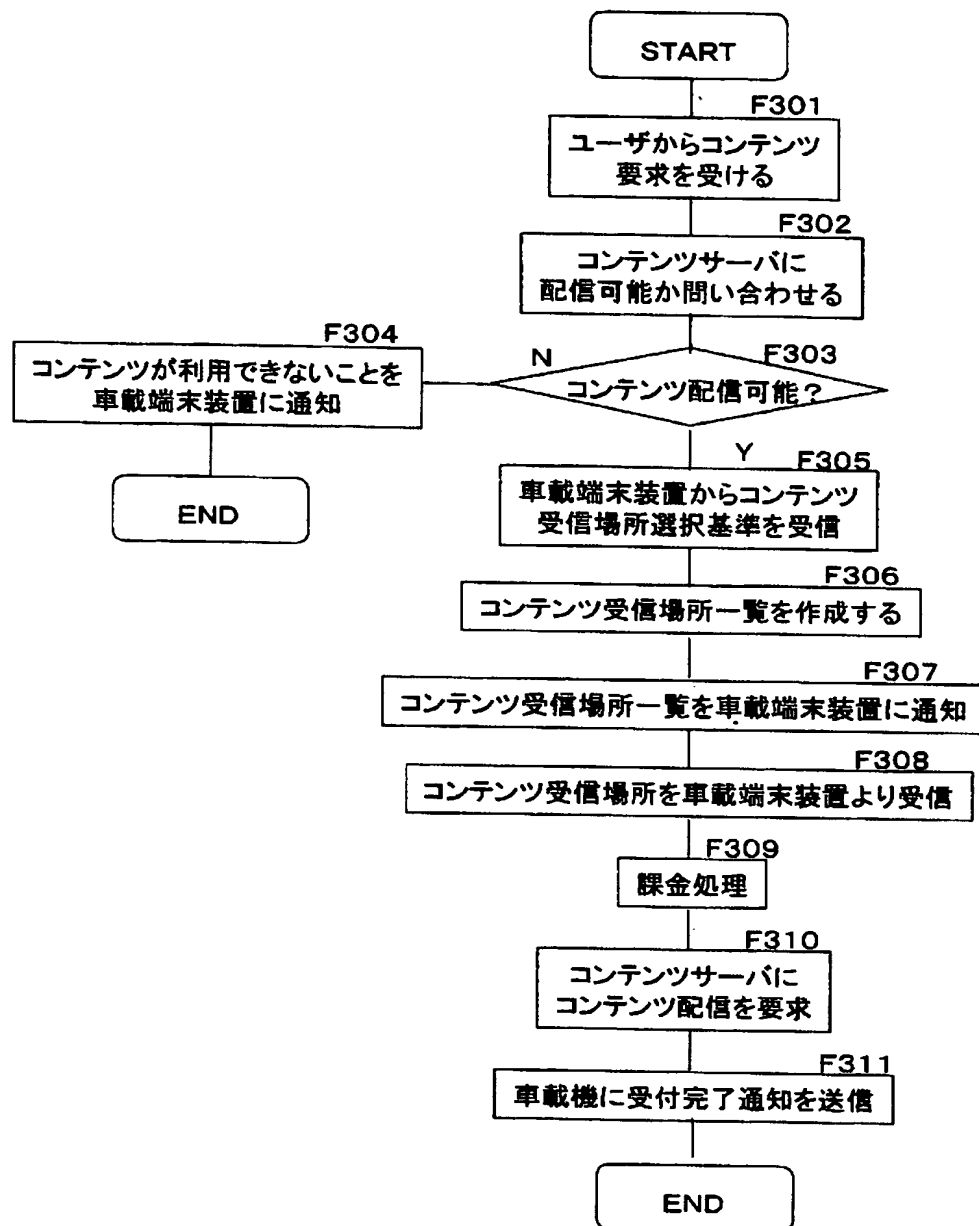 START
F301
ユーザからコンテンツ
要求を受ける
F302
コンテンツサーバに
配信可能か問い合わせる
F303
コンテンツ配信可能?
N
F304
コンテンツが利用できないことを
車載端末装置に通知
END
Y
F305
車載端末装置からコンテンツ
受信場所選択基準を受信
F306
コンテンツ受信場所一覧を作成する
F307
コンテンツ受信場所一覧を車載端末装置に通知
F308
コンテンツ受信場所を車載端末装置より受信
F309
課金処理
F310
コンテンツサーバに
コンテンツ配信を要求
F311
車載機に受付完了通知を送信
END